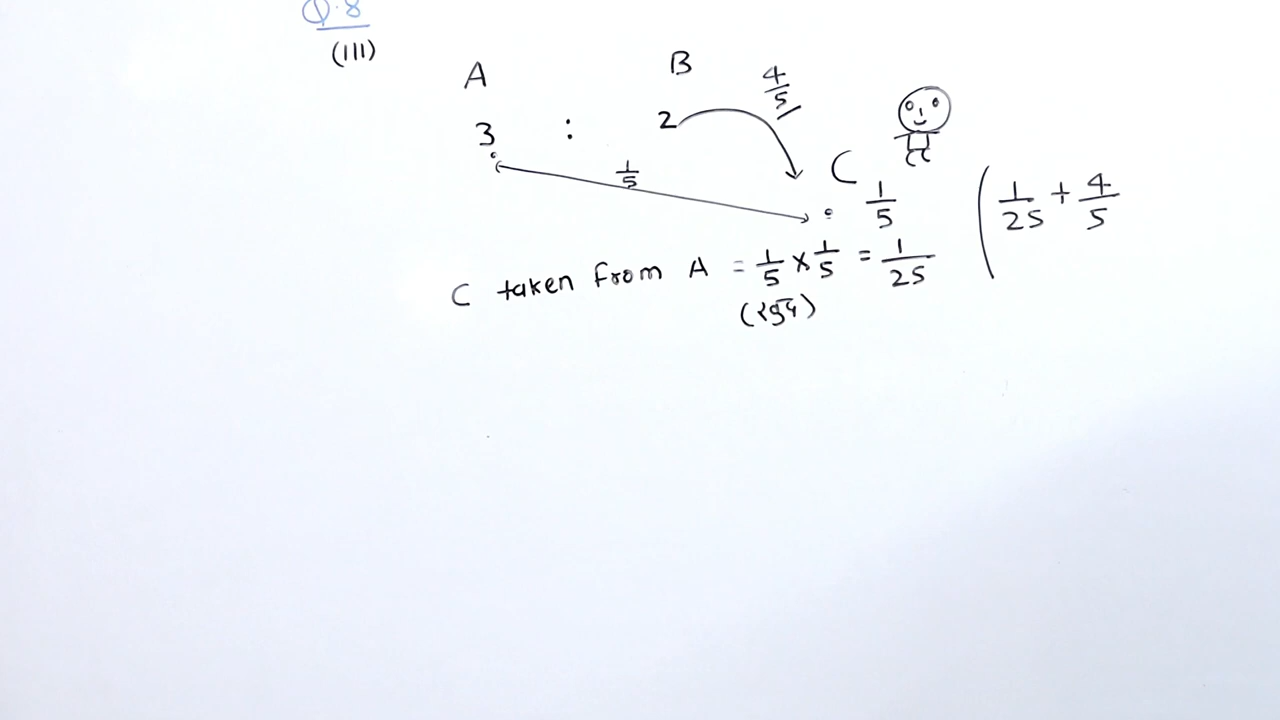 Q.8
(III)
A B 4/5
3 : 2
1/5
C 1/5 ( 1/25 + 4/5
C taken from A = 1/5 × 1/5 = 1/25